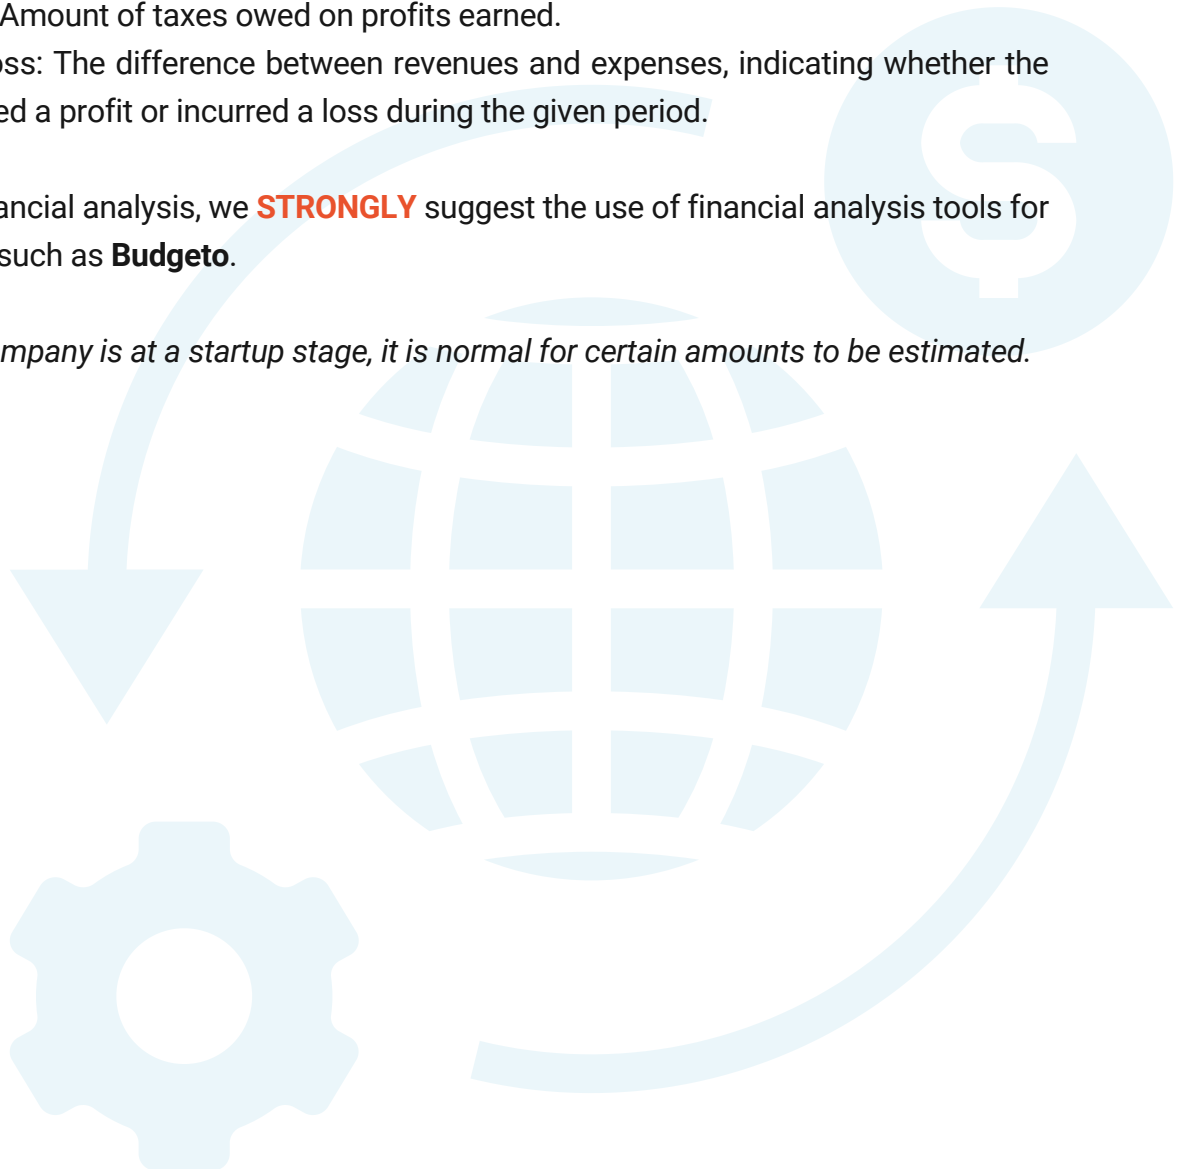 Amount of taxes owed on profits earned.
oss: The difference between revenues and expenses, indicating whether the
ed a profit or incurred a loss during the given period.
ancial analysis, we STRONGLY suggest the use of financial analysis tools for
such as Budgeto.
mpany is at a startup stage, it is normal for certain amounts to be estimated.